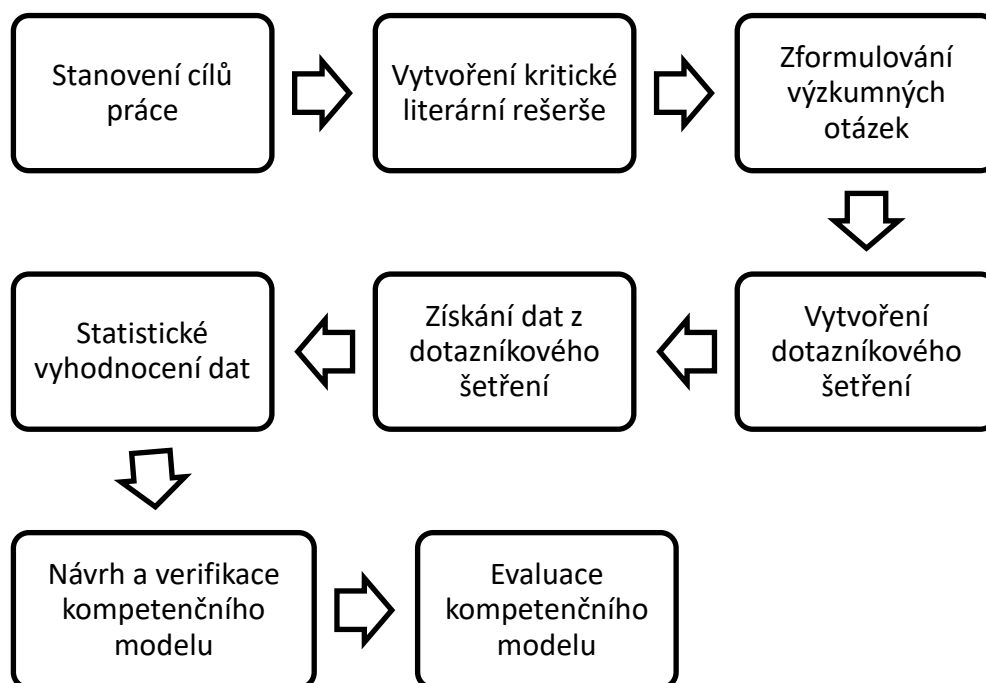 Stanovení cílů
práce
Vytvoření kritické
literární rešerše
Zformulování
výzkumných
otázek
Vytvoření
dotazníkového
šetření
Získání dat z
dotazníkového
šetření
Statistické
vyhodnocení dat
Návrh a verifikace
kompetenčního
modelu
Evaluace
kompetenčního
modelu